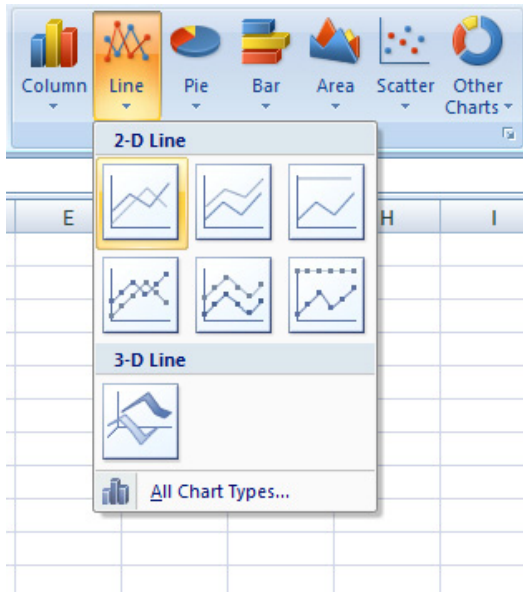 Column Line Pie Bar Area Scatter Other
Charts
2-D Line
E H I
3-D Line
All Chart Types...